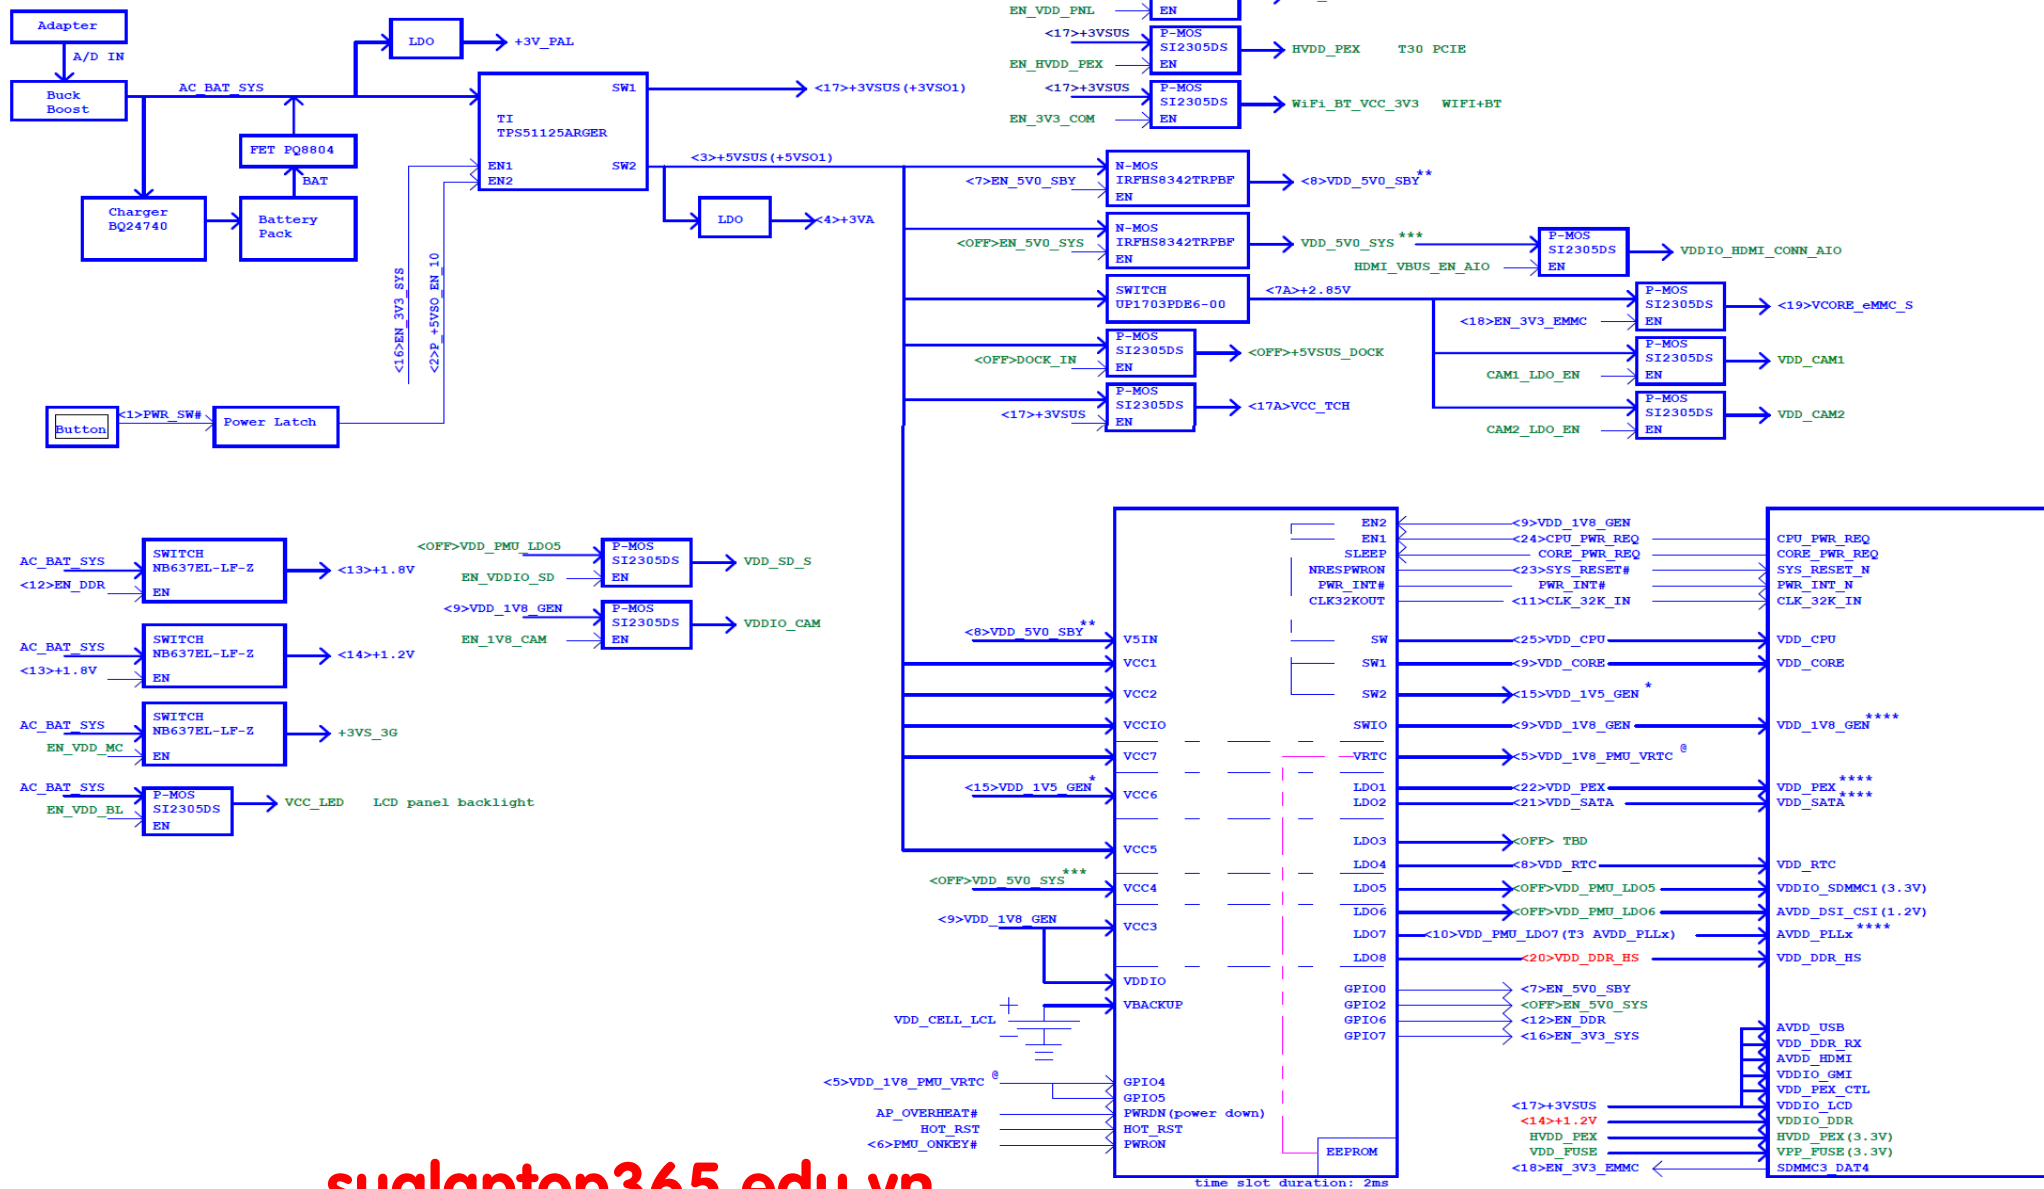 Adapter
A/D IN
Buck
Boost
AC_BAT_SYS
LDO
+3V_PAL
FET PQ8804
BAT
Charger
BQ24740
Battery
Pack
TI
TPS51125ARGER
SW1
SW2
EN1
EN2
<17>+3VSUS(+3VSO1)
<3>+5VSUS(+5VSO1)
LDO
<4>+3VA
<16>EN_3V3_SYS
<2>P_+5VSO_EN_10
Button
<1>PWR_SW#
Power Latch
EN_VDD_PNL
EN
<17>+3VSUS
P-MOS
SI2305DS
EN_HVDD_PEX
EN
HVDD_PEX T30 PCIE
<17>+3VSUS
P-MOS
SI2305DS
EN_3V3_COM
EN
WiFi_BT_VCC_3V3 WIFI+BT
N-MOS
IRFHS8342TRPBF
<7>EN_5V0_SBY
EN
<8>VDD_5V0_SBY**
N-MOS
IRFHS8342TRPBF
<OFF>EN_5V0_SYS
EN
VDD_5V0_SYS***
HDMI_VBUS_EN_AIO
P-MOS
SI2305DS
EN
VDDIO_HDMI_CONN_AIO
SWITCH
UP1703PDE6-00
<7A>+2.85V
<18>EN_3V3_EMMC
P-MOS
SI2305DS
EN
<19>VCORE_eMMC_S
P-MOS
SI2305DS
<OFF>DOCK_IN
EN
<OFF>+5VSUS_DOCK
CAM1_LDO_EN
P-MOS
SI2305DS
EN
VDD_CAM1
P-MOS
SI2305DS
<17>+3VSUS
EN
<17A>VCC_TCH
CAM2_LDO_EN
P-MOS
SI2305DS
EN
VDD_CAM2
AC_BAT_SYS
<12>EN_DDR
SWITCH
NB637EL-LF-Z
EN
<13>+1.8V
AC_BAT_SYS
<13>+1.8V
SWITCH
NB637EL-LF-Z
EN
<14>+1.2V
AC_BAT_SYS
EN_VDD_MC
SWITCH
NB637EL-LF-Z
EN
+3VS_3G
AC_BAT_SYS
EN_VDD_BL
P-MOS
SI2305DS
EN
VCC_LED LCD panel backlight
<OFF>VDD_PMU_LDO5
EN_VDDIO_SD
P-MOS
SI2305DS
EN
VDD_SD_S
<9>VDD_1V8_GEN
EN_1V8_CAM
P-MOS
SI2305DS
EN
VDDIO_CAM
<8>VDD_5V0_SBY**
V5IN
VCC1
VCC2
VCCIO
VCC7
<15>VDD_1V5_GEN*
VCC6
VCC5
<OFF>VDD_5V0_SYS***
VCC4
<9>VDD_1V8_GEN
VCC3
VDDIO
VDD_CELL_LCL
VBACKUP
<5>VDD_1V8_PMU_VRTC @
GPIO4
GPIO5
AP_OVERHEAT#
PWRDN(power down)
HOT_RST
HOT_RST
<6>PMU_ONKEY#
PWRON
EN2 <9>VDD_1V8_GEN
EN1 <24>CPU_PWR_REQ CPU_PWR_REQ
SLEEP CORE_PWR_REQ CORE_PWR_REQ
NRESPWRON <23>SYS_RESET# SYS_RESET_N
PWR_INT# PWR_INT# PWR_INT_N
CLK32KOUT <11>CLK_32K_IN CLK_32K_IN
SW <25>VDD_CPU VDD_CPU
SW1 <9>VDD_CORE VDD_CORE
SW2 <15>VDD_1V5_GEN *
SWIO <9>VDD_1V8_GEN VDD_1V8_GEN****
VRTC <5>VDD_1V8_PMU_VRTC @
LDO1 <22>VDD_PEX VDD_PEX****
LDO2 <21>VDD_SATA VDD_SATA****
LDO3 <OFF> TBD
LDO4 <8>VDD_RTC VDD_RTC
LDO5 <OFF>VDD_PMU_LDO5 VDDIO_SDMMC1(3.3V)
LDO6 <OFF>VDD_PMU_LDO6 AVDD_DSI_CSI(1.2V)
LDO7 <10>VDD_PMU_LDO7(T3 AVDD_PLLx) AVDD_PLLx****
LDO8 <20>VDD_DDR_HS VDD_DDR_HS
GPIO0 <7>EN_5V0_SBY
GPIO2 <OFF>EN_5V0_SYS
GPIO6 <12>EN_DDR
GPIO7 <16>EN_3V3_SYS
AVDD_USB
VDD_DDR_RX
AVDD_HDMI
VDDIO_GMI
VDD_PEX_CTL
<17>+3VSUS VDDIO_LCD
<14>+1.2V VDDIO_DDR
HVDD_PEX HVDD_PEX(3.3V)
VDD_FUSE VPP_FUSE(3.3V)
<18>EN_3V3_EMMC SDMMC3_DAT4
EEPROM
time slot duration: 2ms
sualaptop365.edu.vn